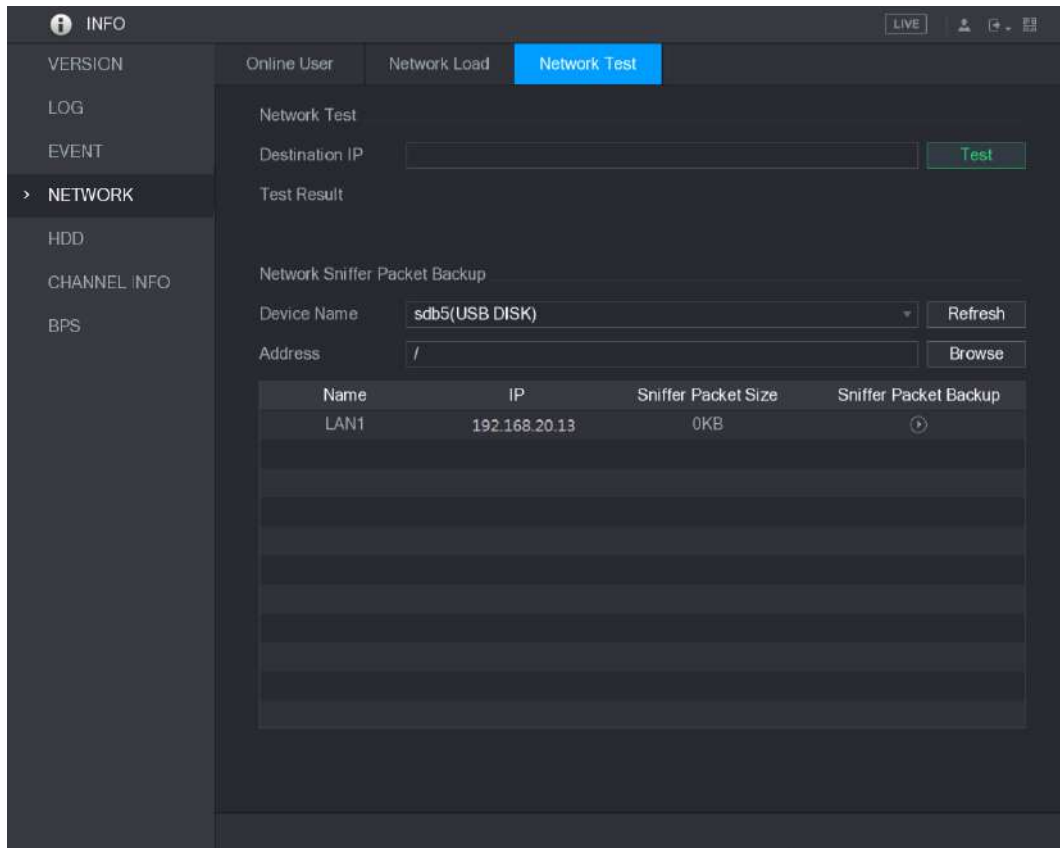 INFO
LIVE
VERSION
LOG
EVENT
NETWORK
HDD
CHANNEL INFO
BPS
Online User Network Load Network Test
Network Test
Destination IP Test
Test Result
Network Sniffer Packet Backup
Device Name sdb5(USB DISK) Refresh
Address / Browse
Name IP Sniffer Packet Size Sniffer Packet Backup
LAN1 192.168.20.13 0KB